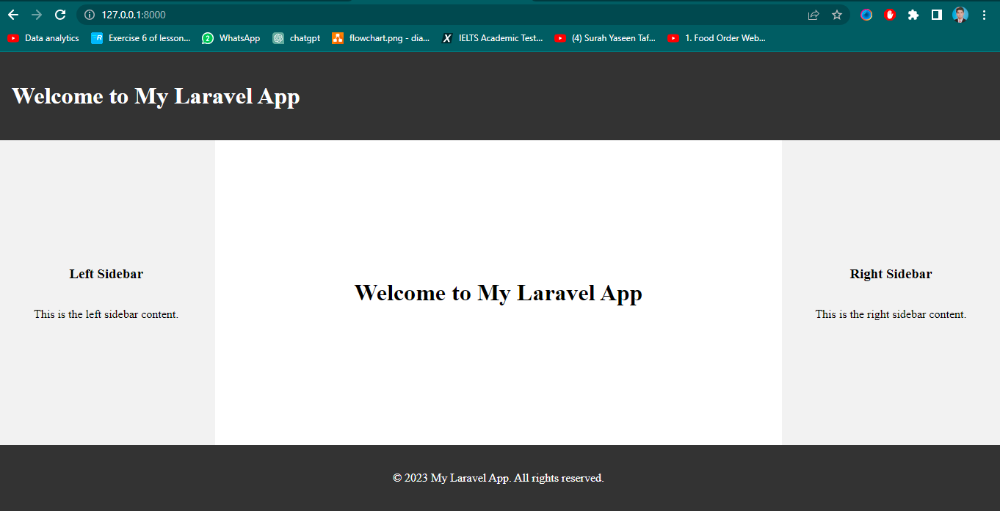 127.0.0.1:8000
Data analytics Exercise 6 of lesson... WhatsApp chatgpt flowchart.png - dia... IELTS Academic Test... (4) Surah Yaseen Taf... 1. Food Order Web...
Welcome to My Laravel App
Left Sidebar
This is the left sidebar content.
Welcome to My Laravel App
Right Sidebar
This is the right sidebar content.
© 2023 My Laravel App. All rights reserved.